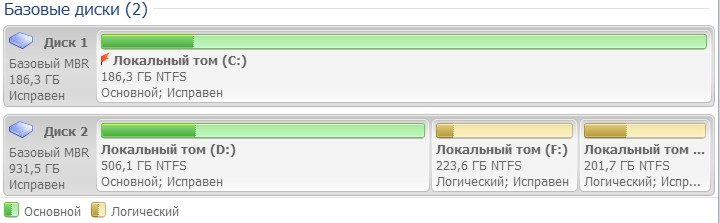 Базовые диски (2)
Диск 1
Базовый MBR
186,3 ГБ
Исправен
Локальный том (C:)
186,3 ГБ NTFS
Основной; Исправен
Диск 2
Базовый MBR
931,5 ГБ
Исправен
Локальный том (D:)
506,1 ГБ NTFS
Основной; Исправен
Локальный том (F:)
223,6 ГБ NTFS
Логический; Исправен
Локальный том ...
201,7 ГБ NTFS
Логический; Испр...
Основной
Логический